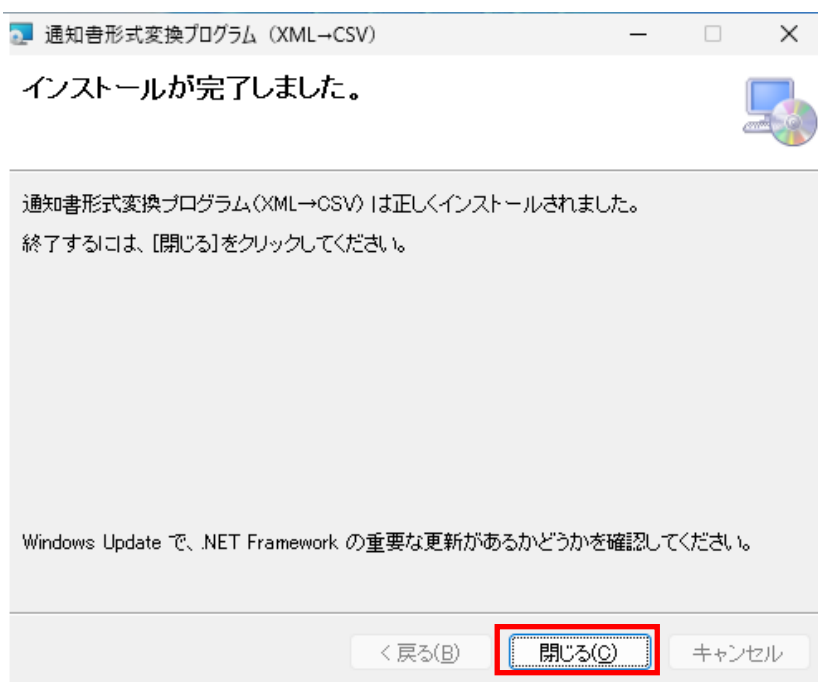 通知書形式変換プログラム（XML→CSV）
インストールが完了しました。
通知書形式変換プログラム(XML→CSV) は正しくインストールされました。
終了するには、[閉じる]をクリックしてください。
Windows Update で、.NET Framework の重要な更新があるかどうかを確認してください。
< 戻る(B)
閉じる(C)
キャンセル